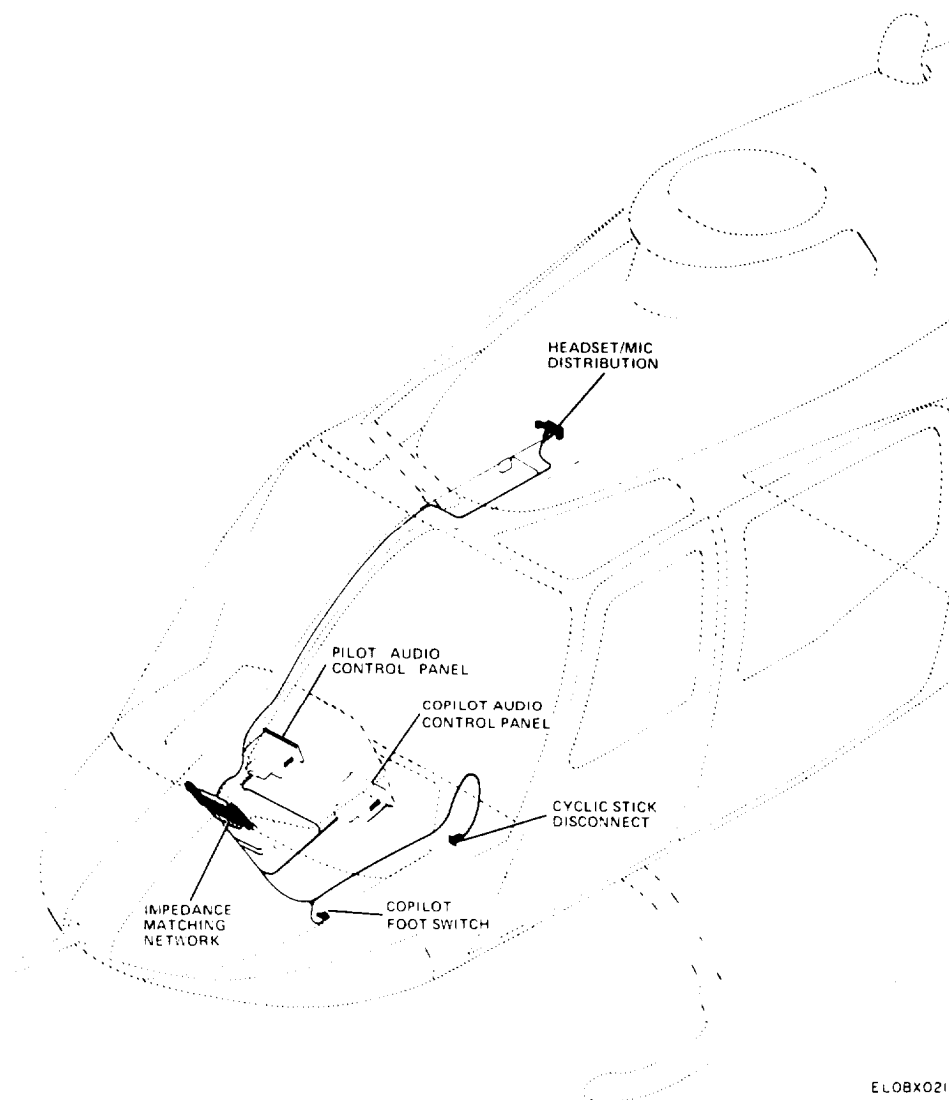 HEADSET/MIC
DISTRIBUTION
PILOT AUDIO
CONTROL PANEL
COPILOT AUDIO
CONTROL PANEL
CYCLIC STICK
DISCONNECT
IMPEDANCE
MATCHING
NETWORK
COPILOT
FOOT SWITCH
EL0BX021